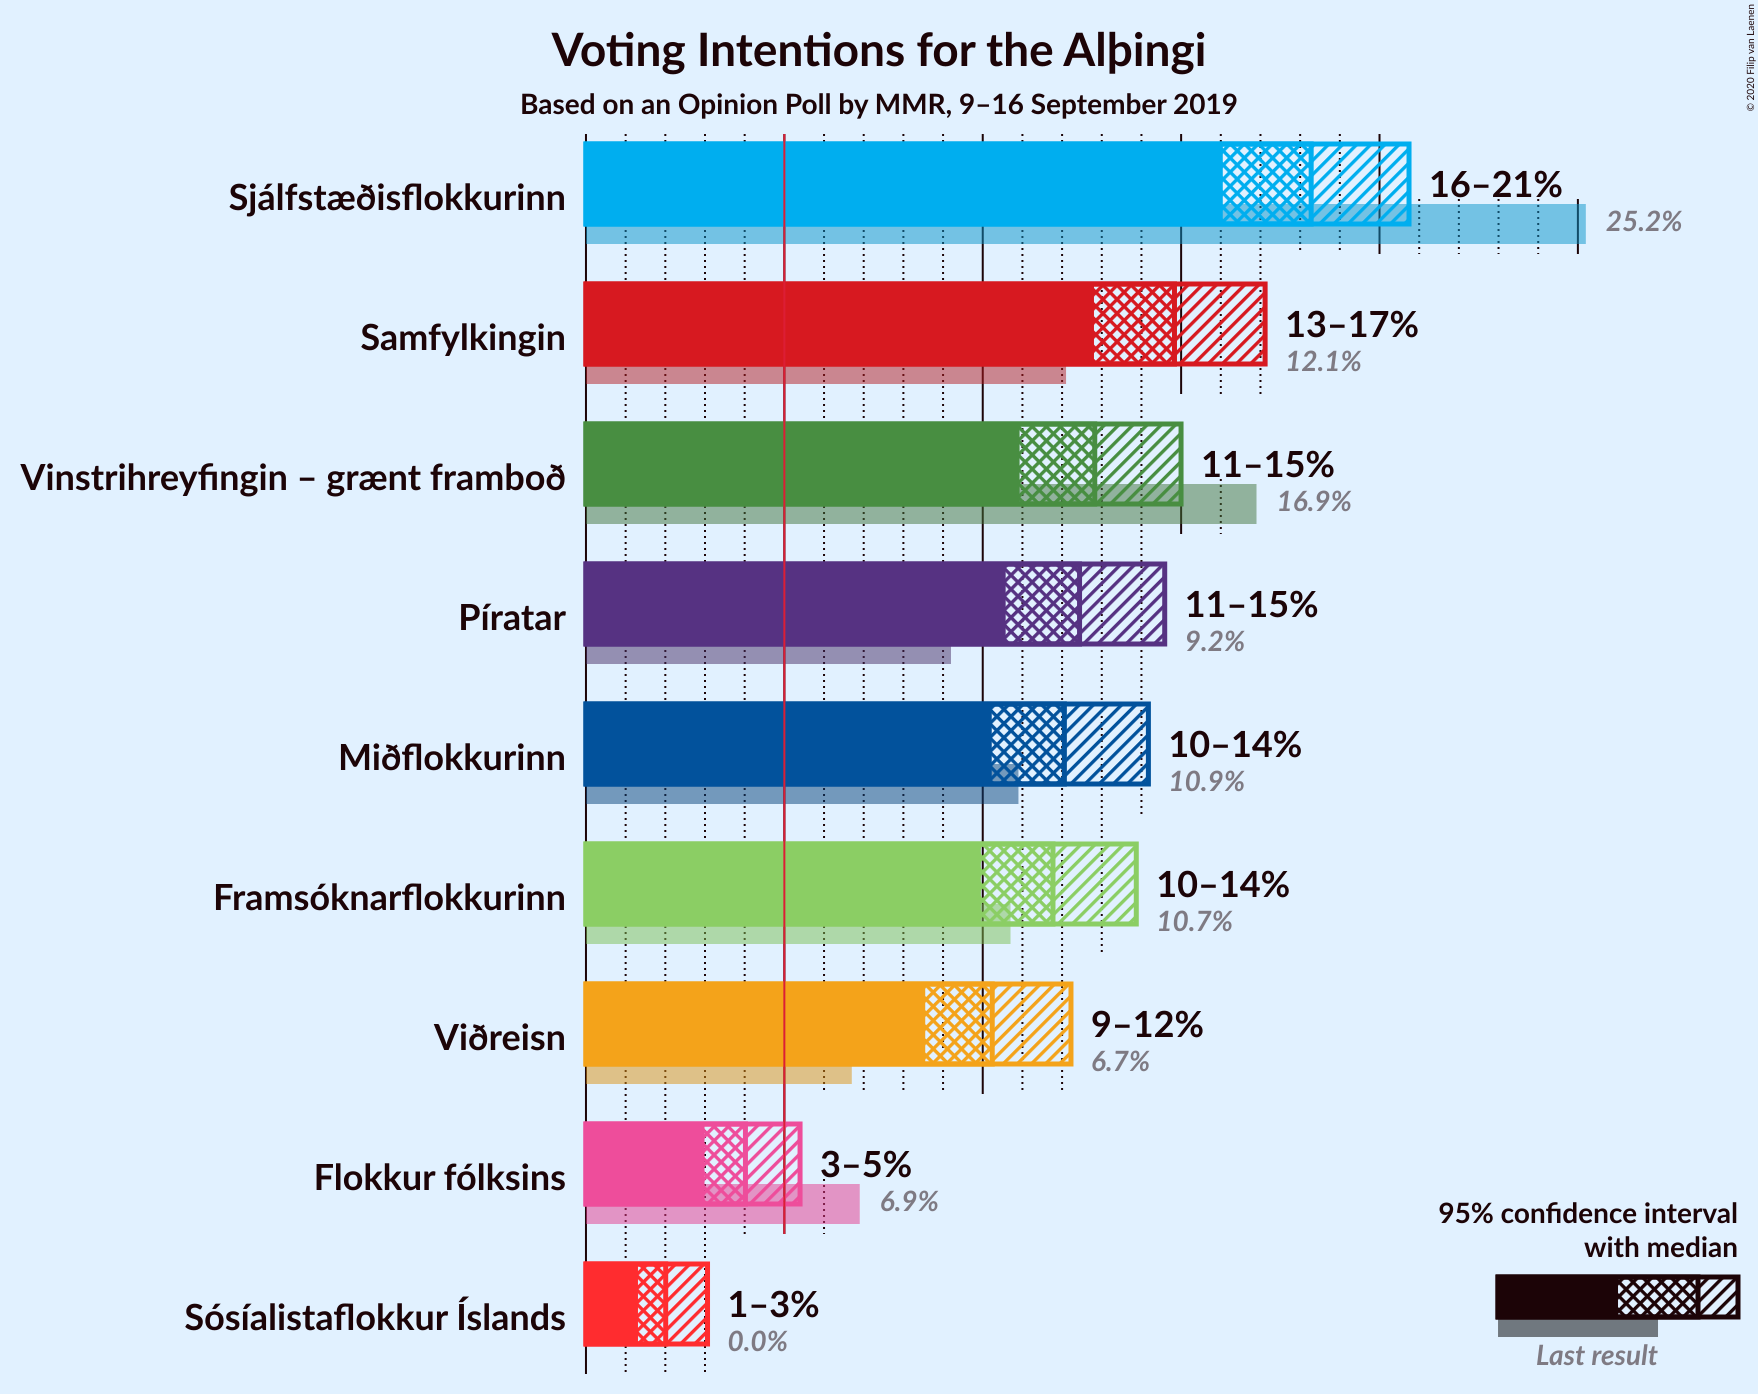 Voting Intentions for the Alþingi
Based on an Opinion Poll by MMR, 9–16 September 2019
© 2020 Filip van Laenen
Sjálfstæðisflokkurinn
16–21%
25.2%
Samfylkingin
13–17%
12.1%
Vinstrihreyfingin – grænt framboð
11–15%
16.9%
Píratar
11–15%
9.2%
Miðflokkurinn
10–14%
10.9%
Framsóknarflokkurinn
10–14%
10.7%
Viðreisn
9–12%
6.7%
Flokkur fólksins
3–5%
6.9%
Sósíalistaflokkur Íslands
1–3%
0.0%
95% confidence interval
with median
Last result